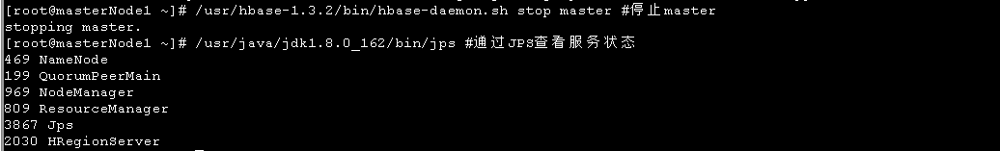 [root@masterNode1 ~]# /usr/hbase-1.3.2/bin/hbase-daemon.sh stop master #停止master
stopping master.
[root@masterNode1 ~]# /usr/java/jdk1.8.0_162/bin/jps #通过JPS查看服务状态
469 NameNode
199 QuorumPeerMain
969 NodeManager
809 ResourceManager
3867 Jps
2030 HRegionServer